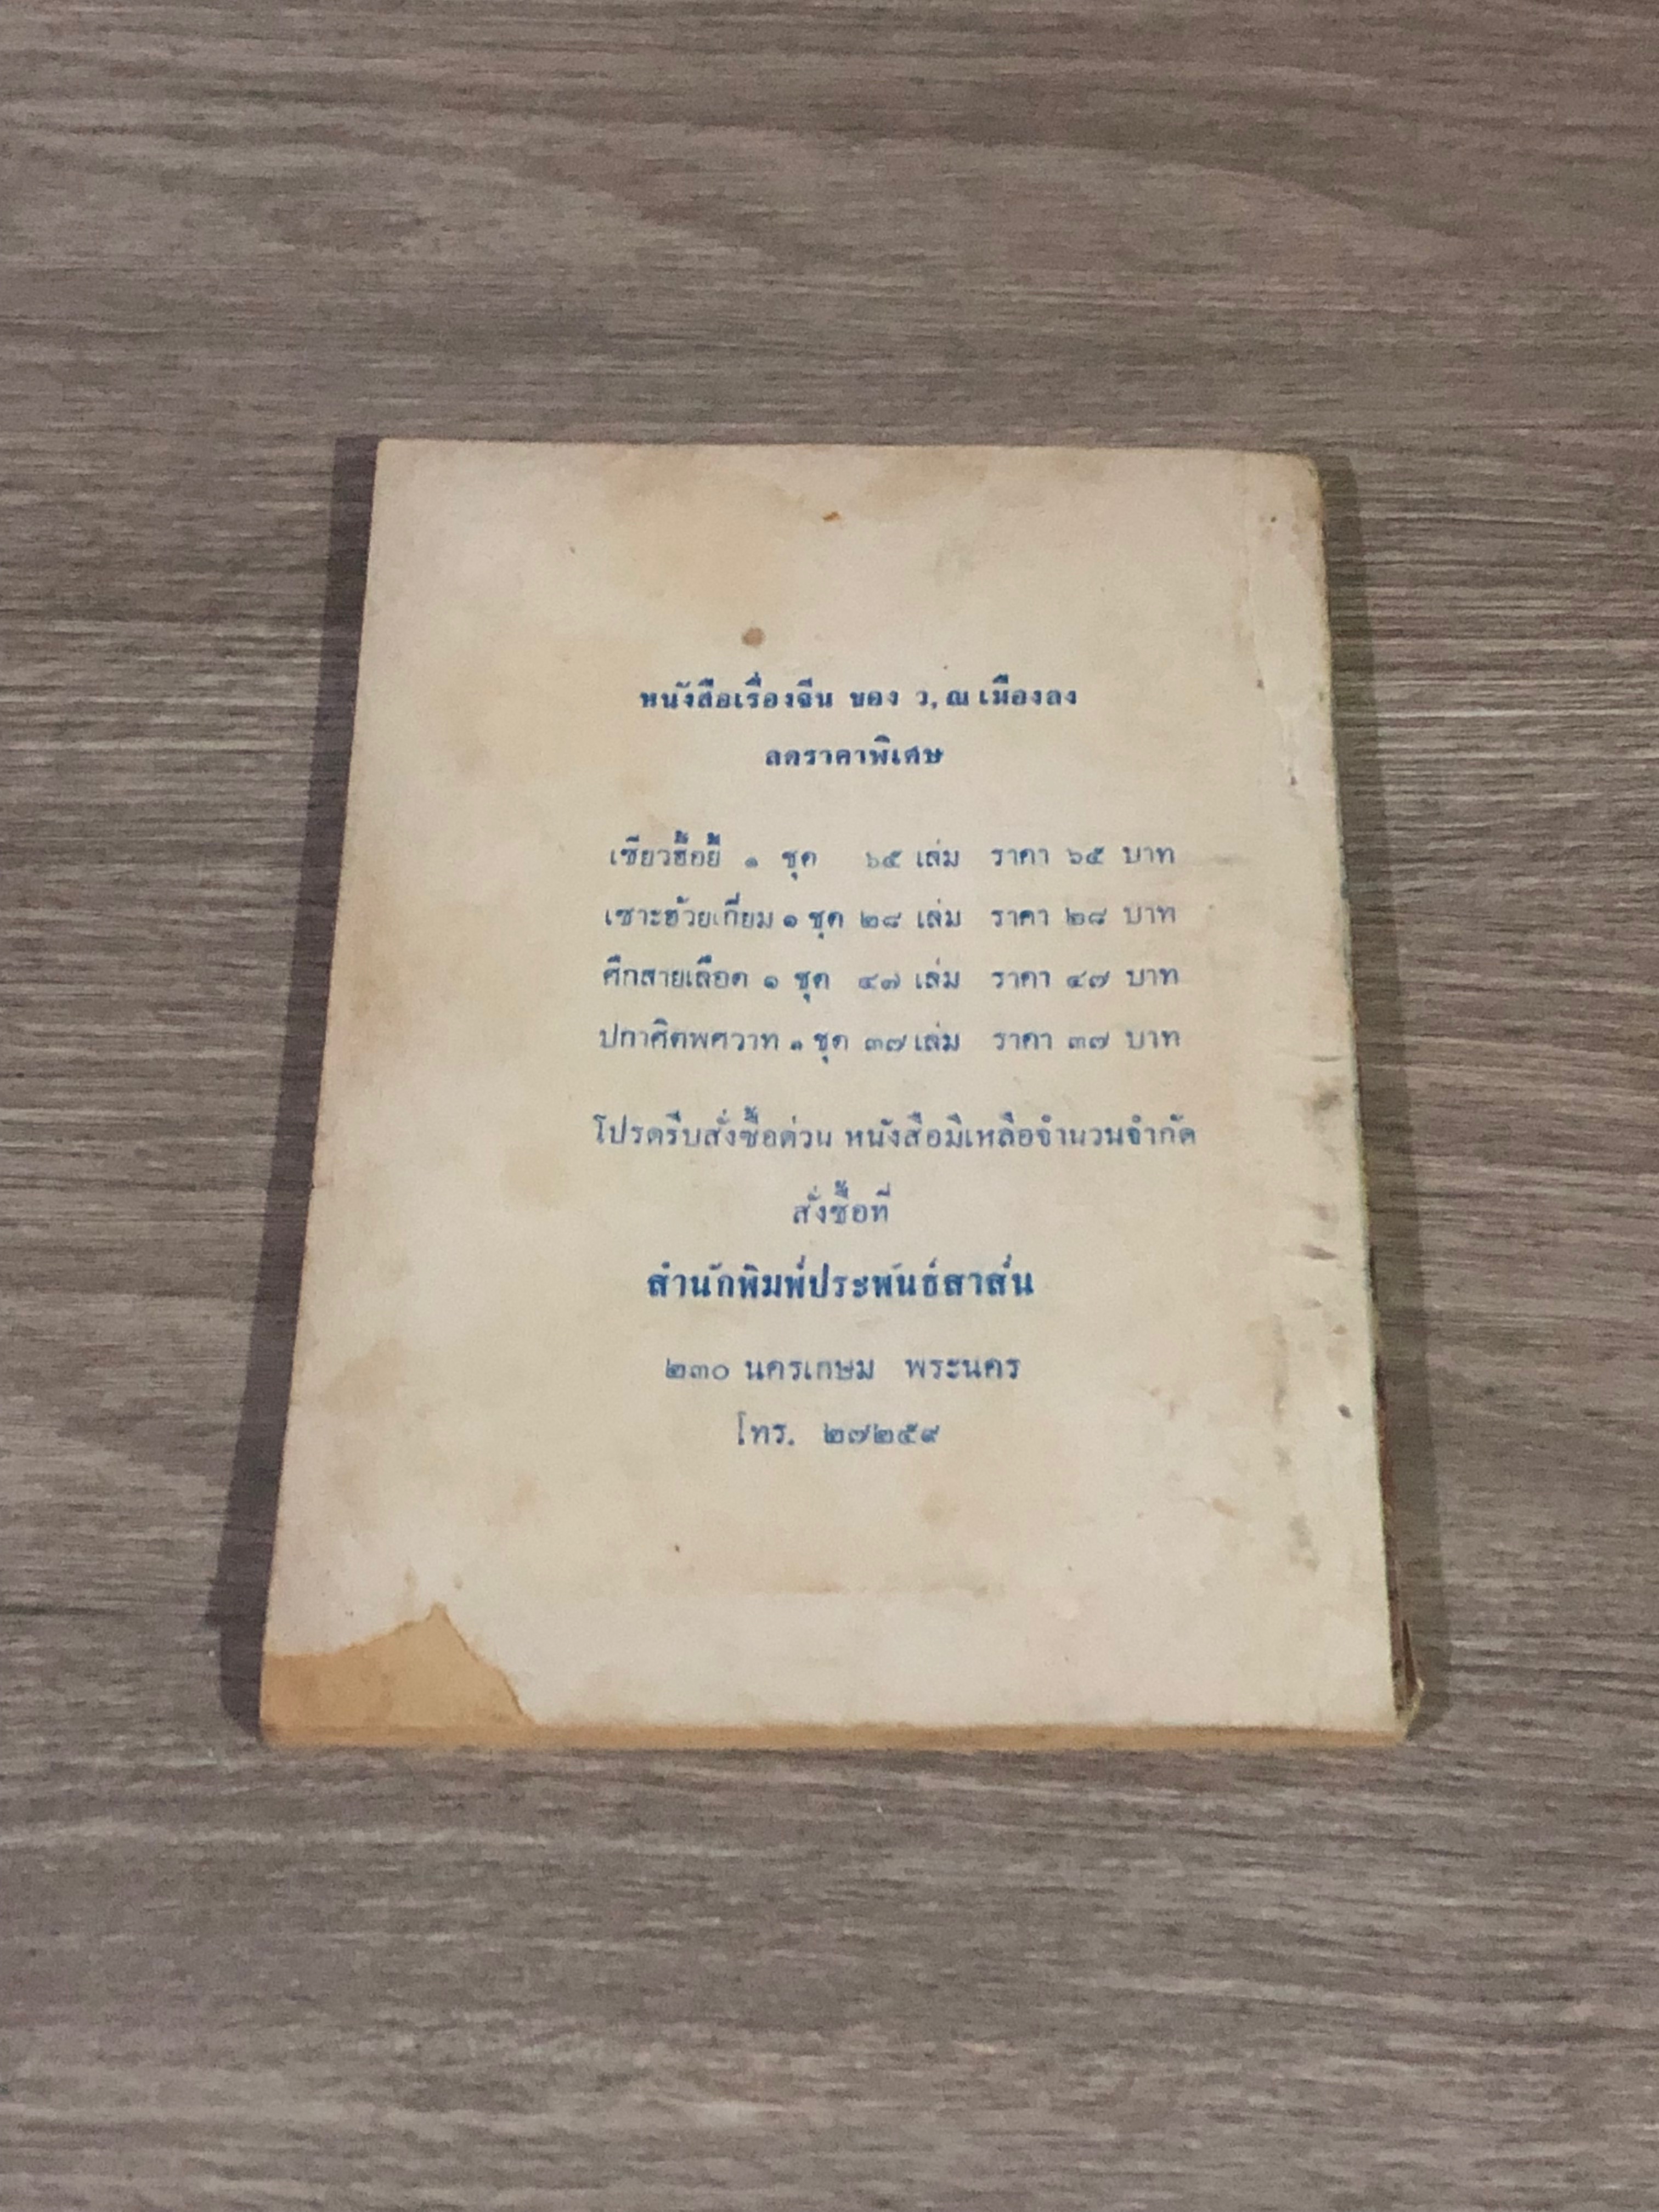 หนังสือเรื่องจีน ของ ว, ณ เมืองลง
ลดราคาพิเศษ
เซียวฮื้อยี้ ๑ ชุด ๖๕ เล่ม ราคา ๖๕ บาท
เซาะฮ้วยเกี่ยม ๑ ชุด ๒๘ เล่ม ราคา ๒๘ บาท
ศึกสายเลือด ๑ ชุด ๔๗ เล่ม ราคา ๔๗ บาท
ปกาศิตพศวาท ๑ ชุด ๓๗ เล่ม ราคา ๓๗ บาท
โปรดรีบสั่งซื้อด่วน หนังสือมีเหลือจำนวนจำกัด
สั่งซื้อที่
สำนักพิมพ์ประพันธ์สาส์น
๒๓๐ นครเกษม พระนคร
โทร. ๒๗๒๕๙